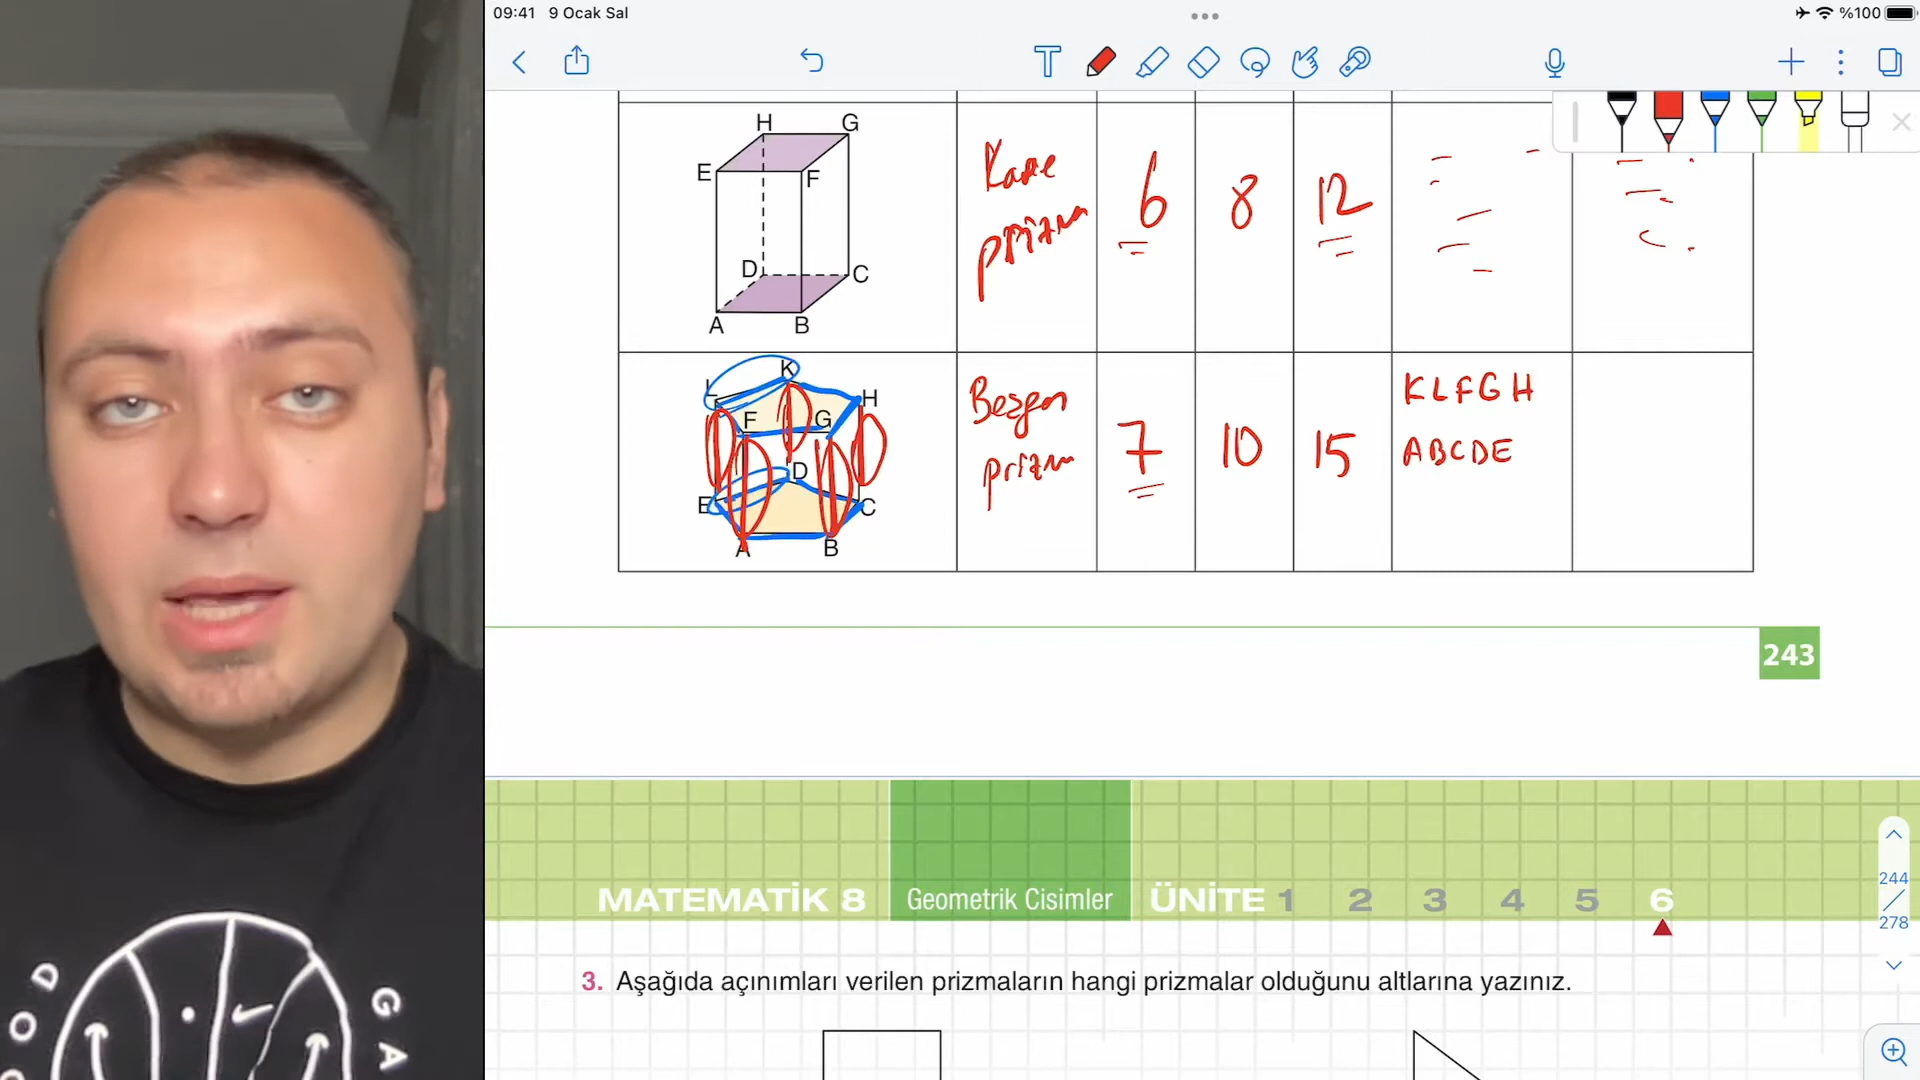 09:41 9 Ocak Sal
%100
H G
E F
D C
A B
Kare
prizma
6
8
12
L K H
F G
D
E C
A B
Beşgen
prizma
7
10
15
KLFGH
ABCDE
243
MATEMATİK 8 Geometrik Cisimler ÜNİTE 1 2 3 4 5 6
244
278
3. Aşağıda açınımları verilen prizmaların hangi prizmalar olduğunu altlarına yazınız.
D
O
G
A